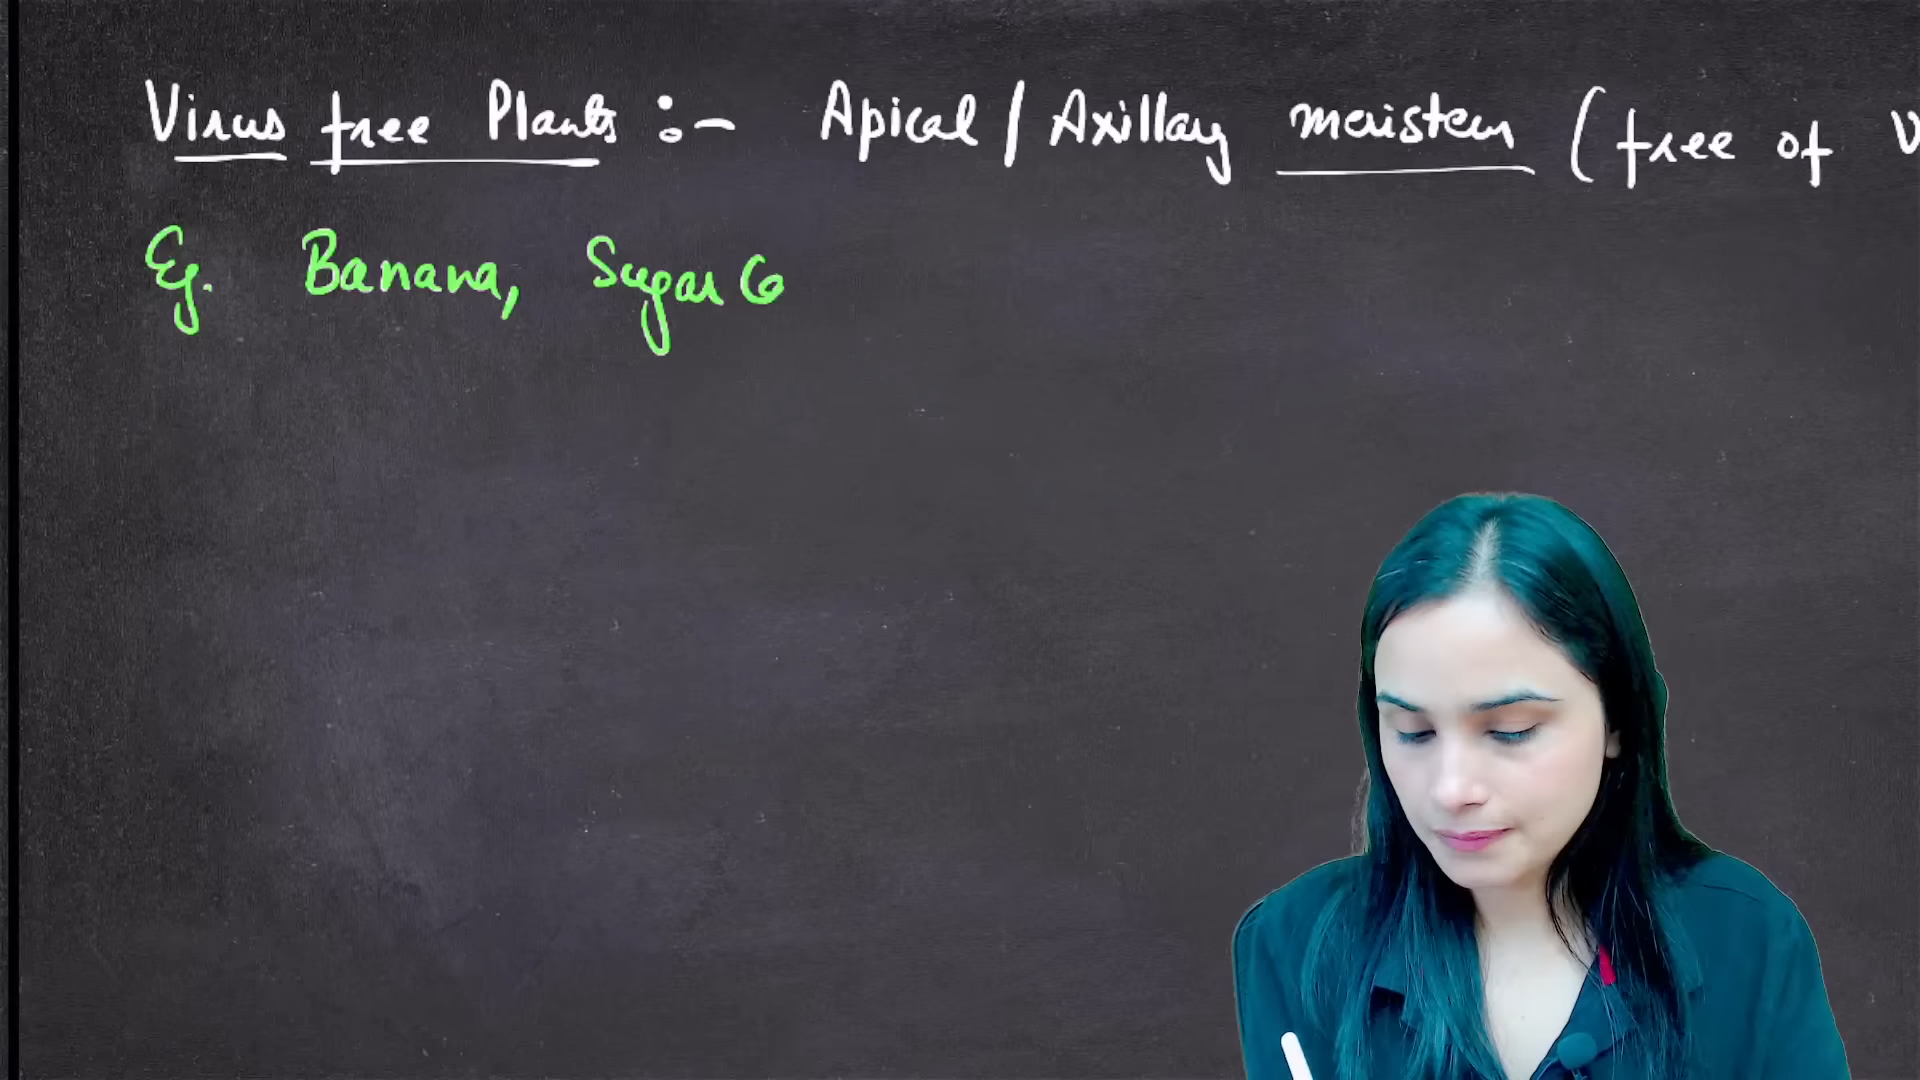 Virus free Plants :- Apical / Axillary meristem (free of V
Eg. Banana, Sugar